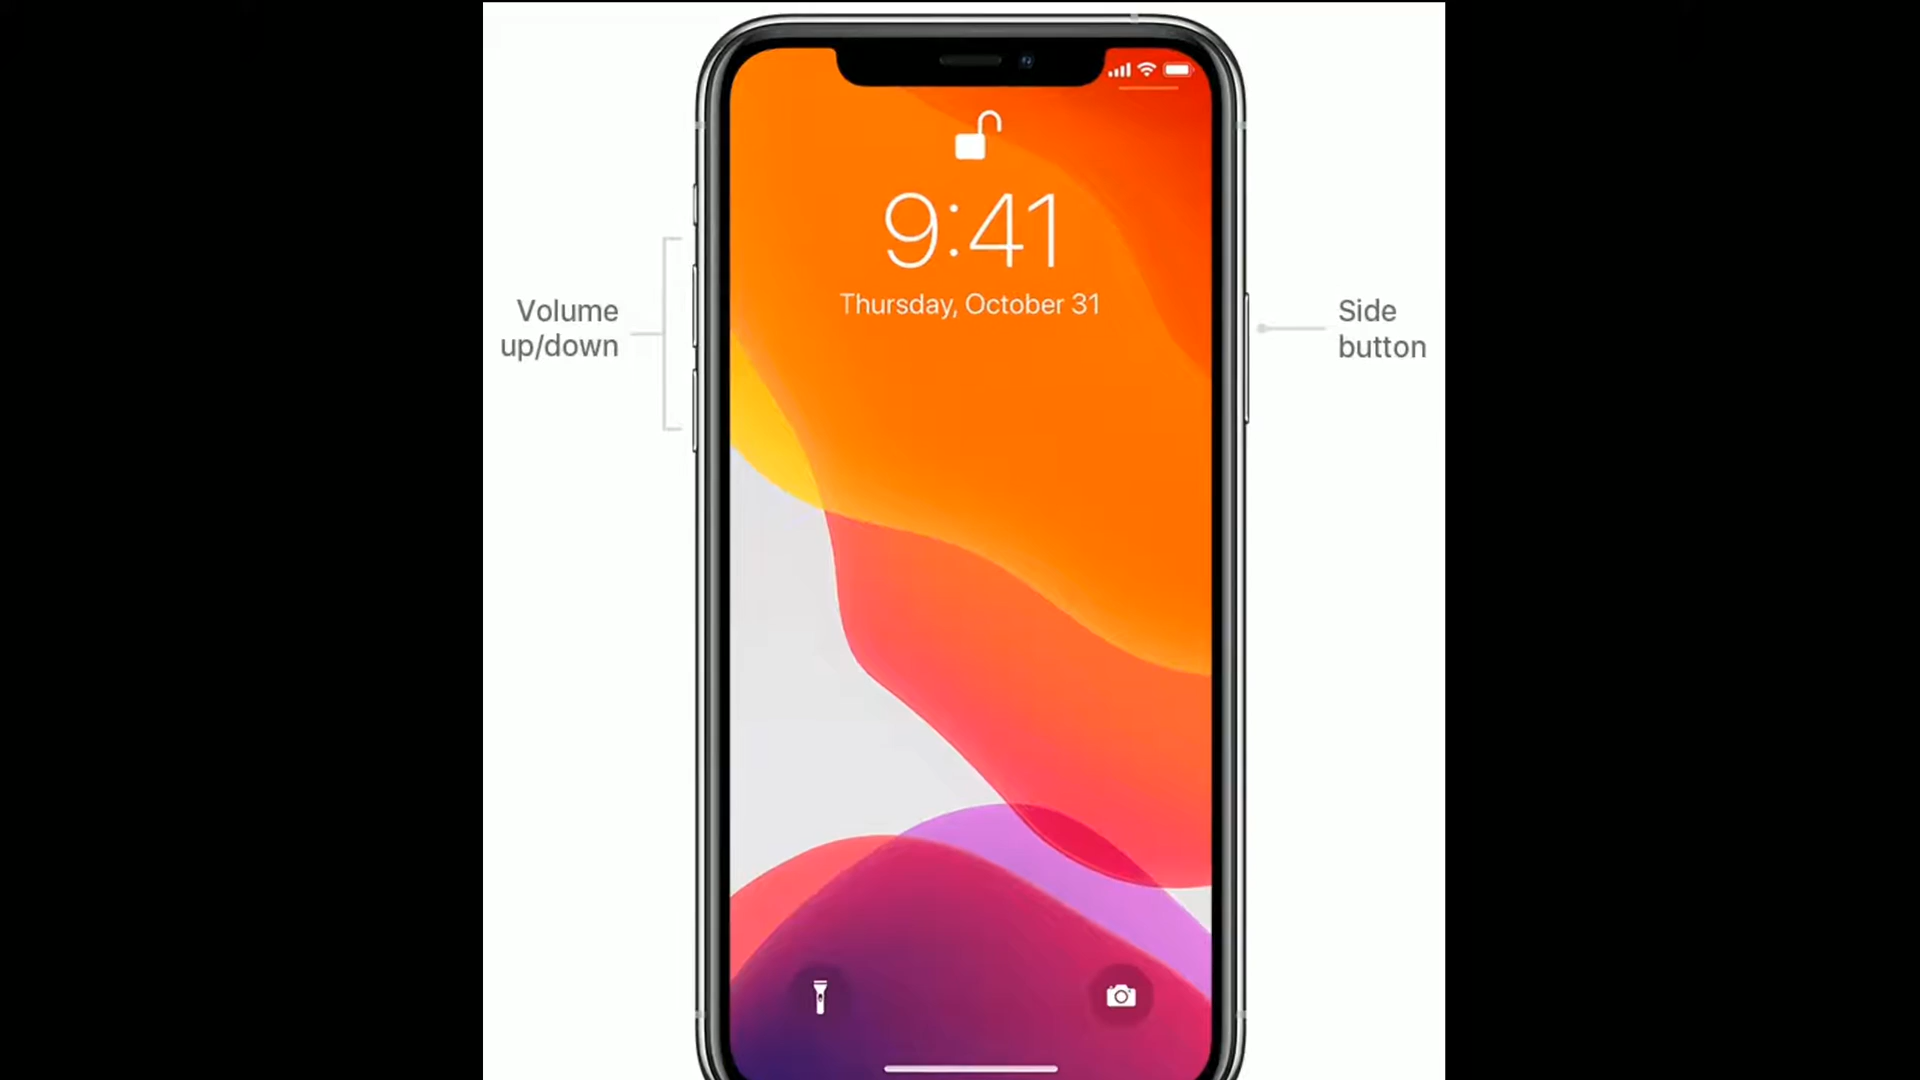 9:41
Thursday, October 31
Volume
up/down
Side
button